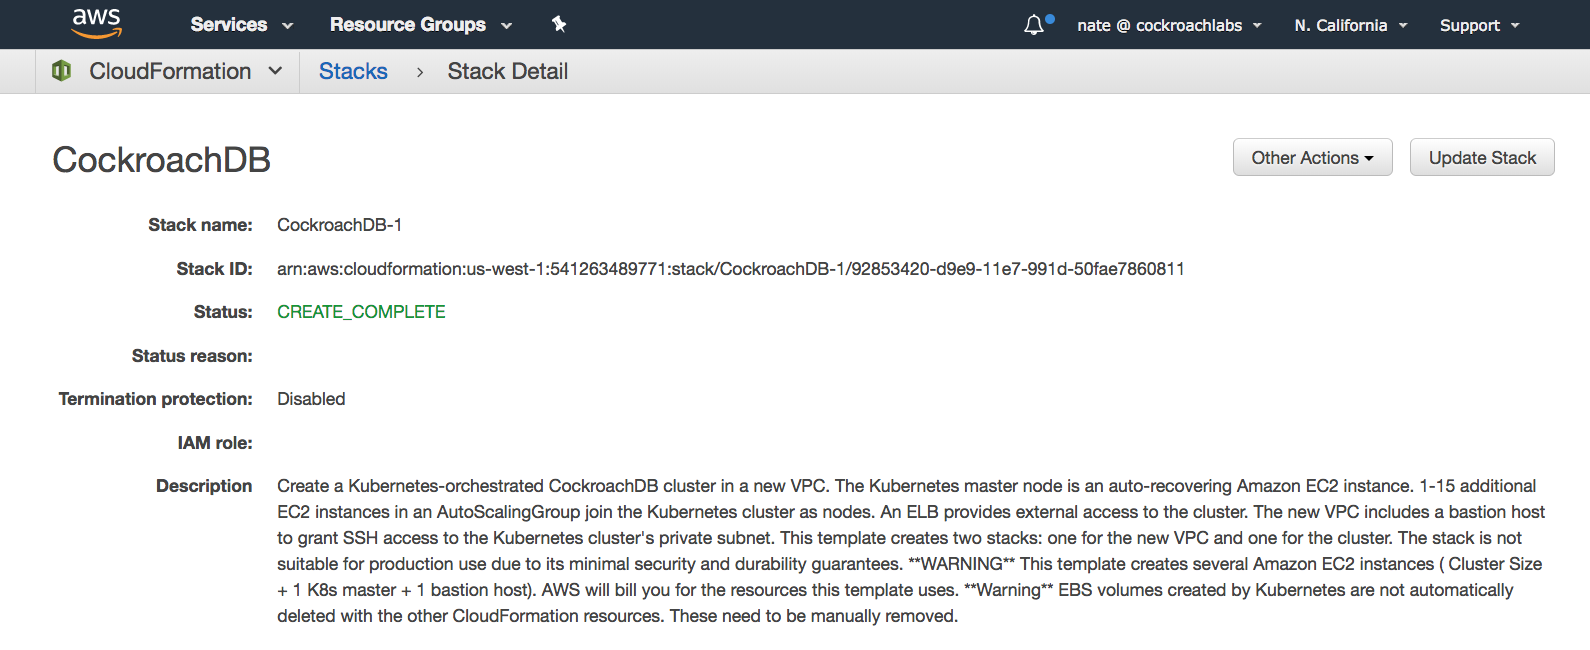 aws Services Resource Groups nate @ cockroachlabs N. California Support
CloudFormation Stacks › Stack Detail
CockroachDB Other Actions Update Stack
Stack name: CockroachDB-1
Stack ID: arn:aws:cloudformation:us-west-1:541263489771:stack/CockroachDB-1/92853420-d9e9-11e7-991d-50fae7860811
Status: CREATE_COMPLETE
Status reason:
Termination protection: Disabled
IAM role:
Description Create a Kubernetes-orchestrated CockroachDB cluster in a new VPC. The Kubernetes master node is an auto-recovering Amazon EC2 instance. 1-15 additional
EC2 instances in an AutoScalingGroup join the Kubernetes cluster as nodes. An ELB provides external access to the cluster. The new VPC includes a bastion host
to grant SSH access to the Kubernetes cluster's private subnet. This template creates two stacks: one for the new VPC and one for the cluster. The stack is not
suitable for production use due to its minimal security and durability guarantees. **WARNING** This template creates several Amazon EC2 instances ( Cluster Size
+ 1 K8s master + 1 bastion host). AWS will bill you for the resources this template uses. **Warning** EBS volumes created by Kubernetes are not automatically
deleted with the other CloudFormation resources. These need to be manually removed.